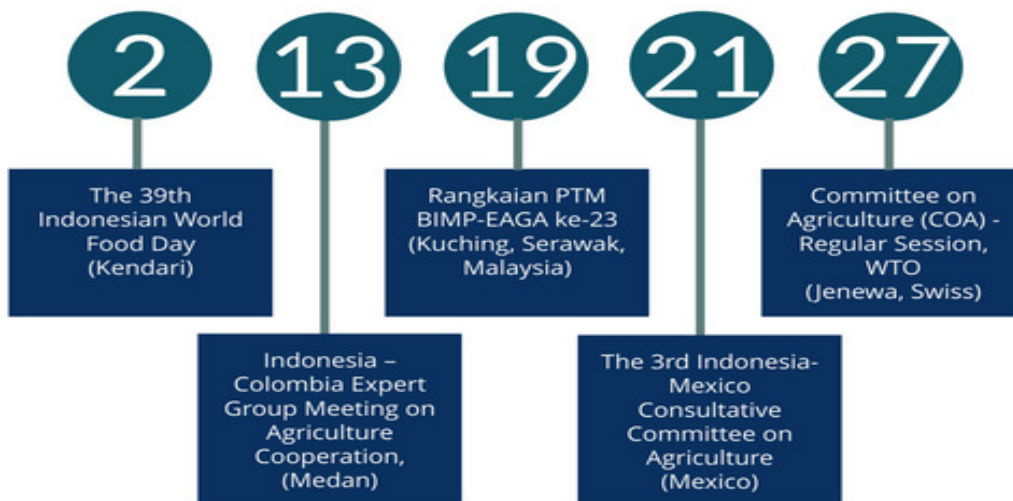 2
13
19
21
27
The 39th
Indonesian World
Food Day
(Kendari)
Rangkaian PTM
BIMP-EAGA ke-23
(Kuching, Serawak,
Malaysia)
Committee on
Agriculture (COA) -
Regular Session,
WTO
(Jenewa, Swiss)
Indonesia –
Colombia Expert
Group Meeting on
Agriculture
Cooperation,
(Medan)
The 3rd Indonesia-
Mexico
Consultative
Committee on
Agriculture
(Mexico)